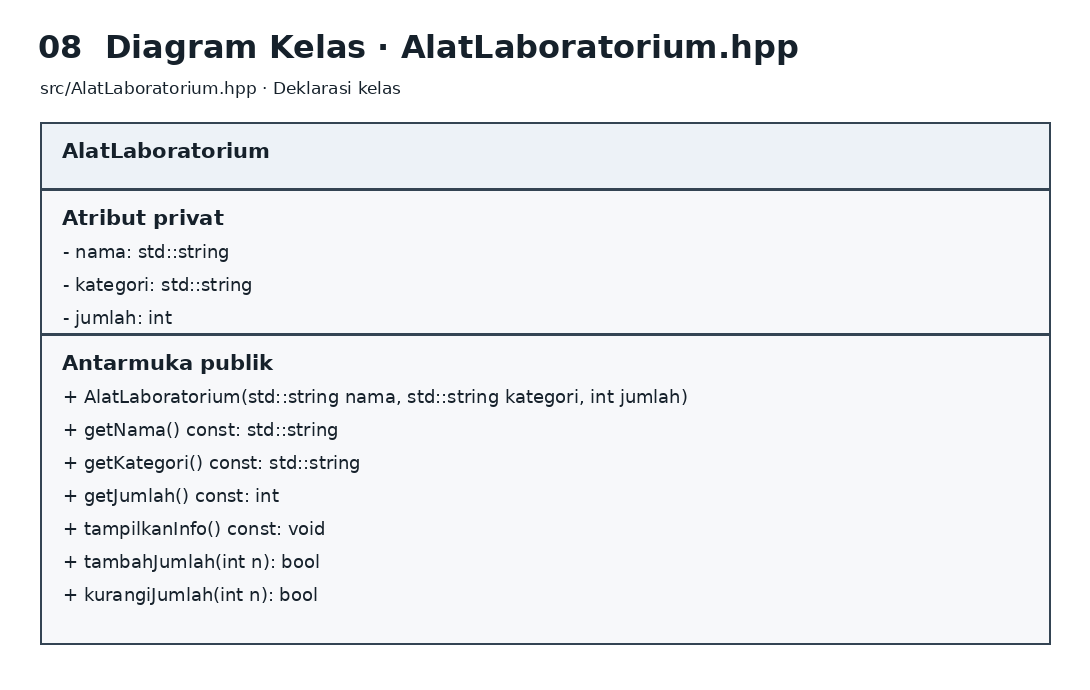 08  Diagram Kelas · AlatLaboratorium.hpp
src/AlatLaboratorium.hpp · Deklarasi kelas
AlatLaboratorium
Atribut privat
- nama: std::string
- kategori: std::string
- jumlah: int
Antarmuka publik
+ AlatLaboratorium(std::string nama, std::string kategori, int jumlah)
+ getNama() const: std::string
+ getKategori() const: std::string
+ getJumlah() const: int
+ tampilkanInfo() const: void
+ tambahJumlah(int n): bool
+ kurangiJumlah(int n): bool